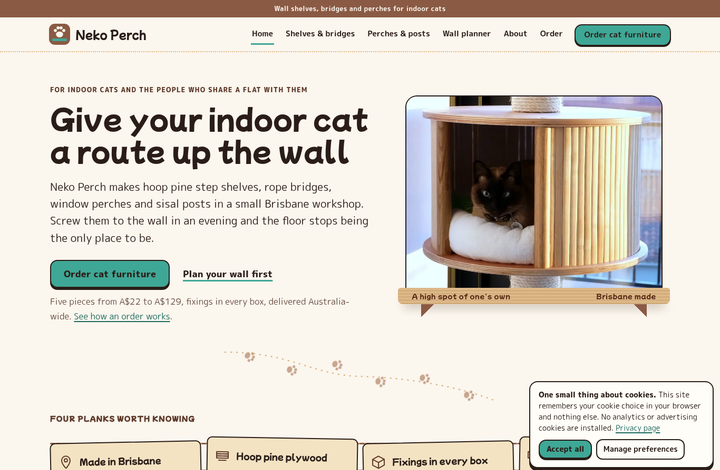 Wall shelves, bridges and perches for indoor cats
Neko Perch
Home
Shelves & bridges
Perches & posts
Wall planner
About
Order
Order cat furniture
FOR INDOOR CATS AND THE PEOPLE WHO SHARE A FLAT WITH THEM
Give your indoor cat
a route up the wall
Neko Perch makes hoop pine step shelves, rope bridges,
window perches and sisal posts in a small Brisbane workshop.
Screw them to the wall in an evening and the floor stops being
the only place to be.
Order cat furniture
Plan your wall first
Five pieces from A$22 to A$129, fixings in every box, delivered Australia-
wide. See how an order works.
A high spot of one's own
Brisbane made
FOUR PLANKS WORTH KNOWING
Made in Brisbane
Hoop pine plywood
Fixings in every box
One small thing about cookies. This site
remembers your cookie choice in your browser
and nothing else. No analytics or advertising
cookies are installed. Privacy page
Accept all
Manage preferences